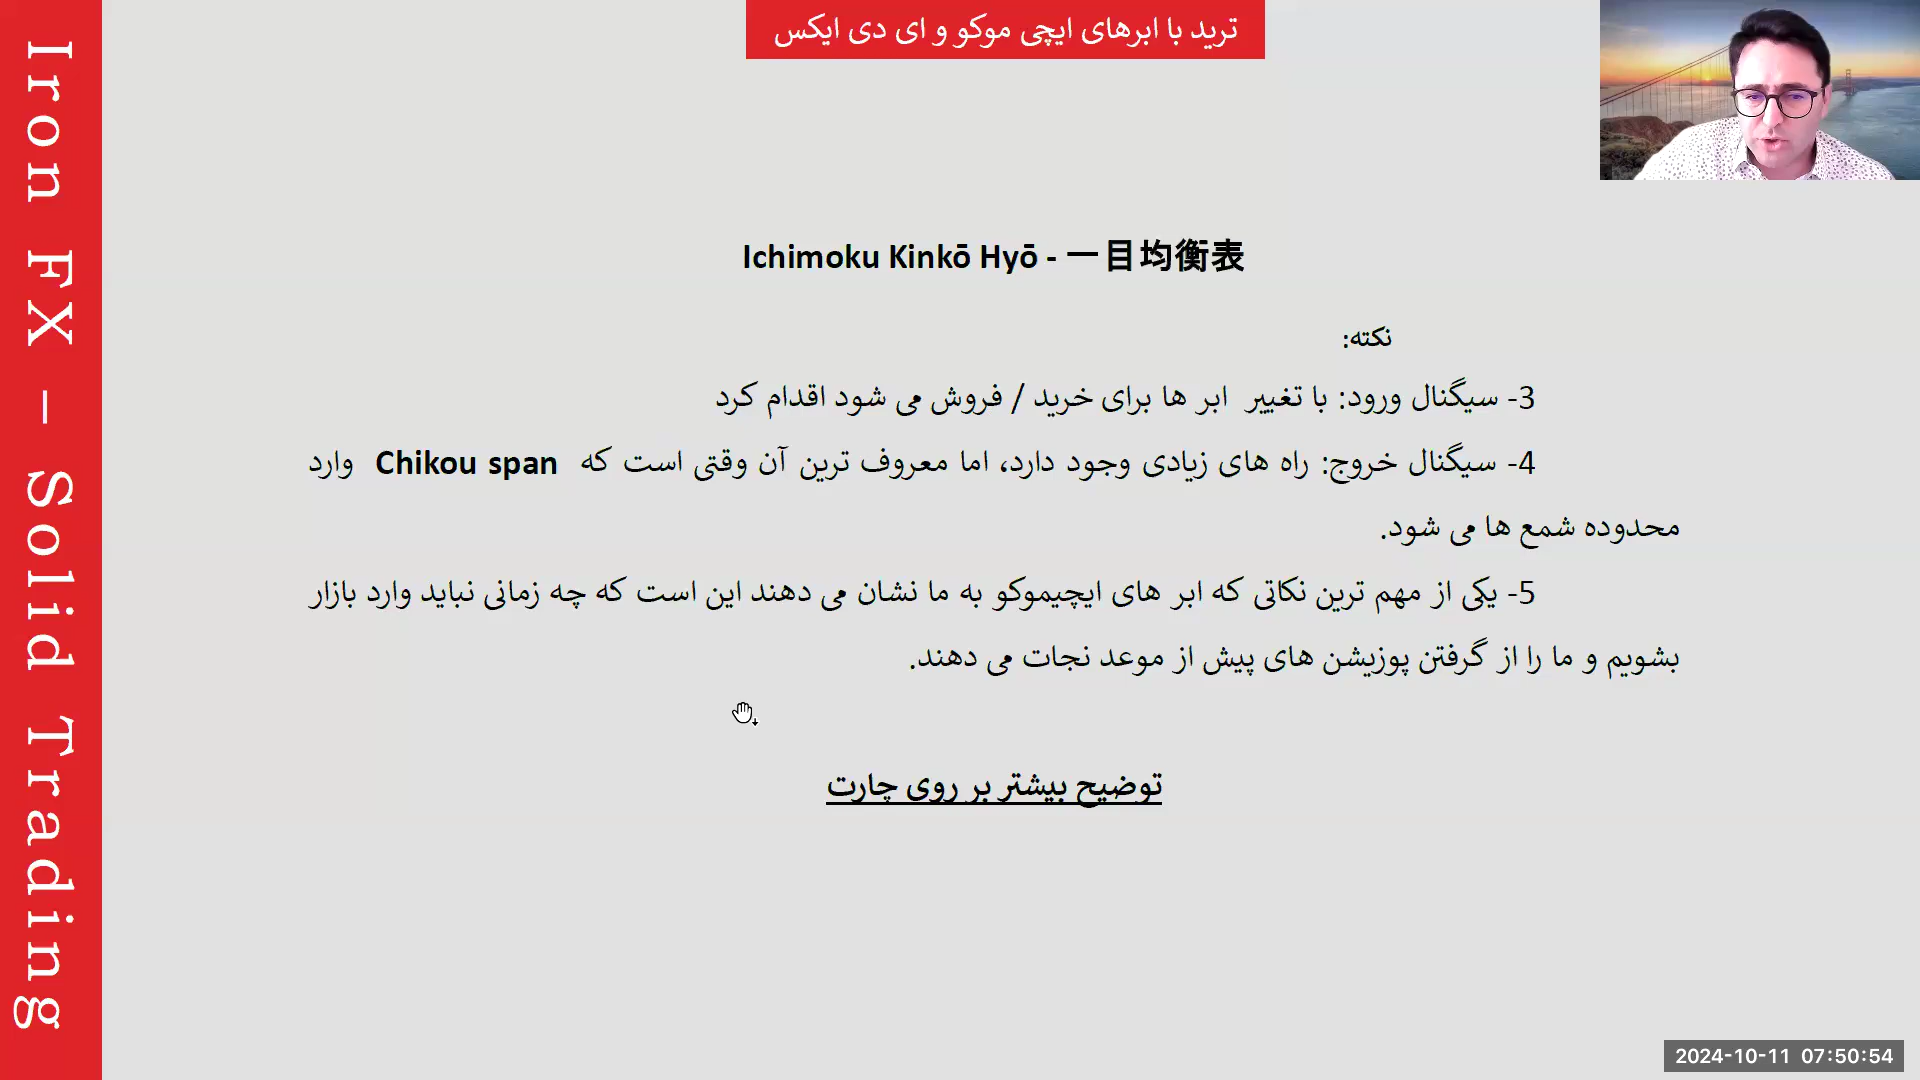 ترید با ابرهای ایچی موکو و ای دی ایکس
Iron FX – Solid Trading
Ichimoku Kinkō Hyō - 一目均衡表
نکته:
3- سیگنال ورود: با تغییر ابر ها برای خرید / فروش می شود اقدام کرد
4- سیگنال خروج: راه های زیادی وجود دارد، اما معروف ترین آن وقتی است که Chikou span وارد
محدوده شمع ها می شود.
5- یکی از مهم ترین نکاتی که ابر های ایچیموکو به ما نشان می دهند این است که چه زمانی نباید وارد بازار
بشویم و ما را از گرفتن پوزیشن های پیش از موعد نجات می دهند.
توضیح بیشتر بر روی چارت
2024-10-11 07:50:54